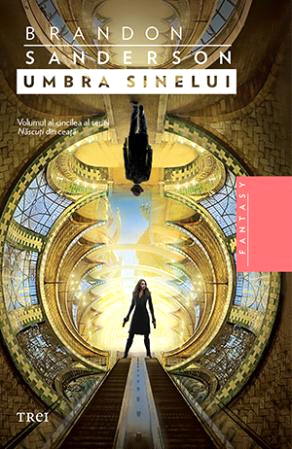 BRANDON
SANDERSON
UMBRA SINELUI
Volumul al cincilea al seriei
Născuți din ceață
FANTASY
TREI